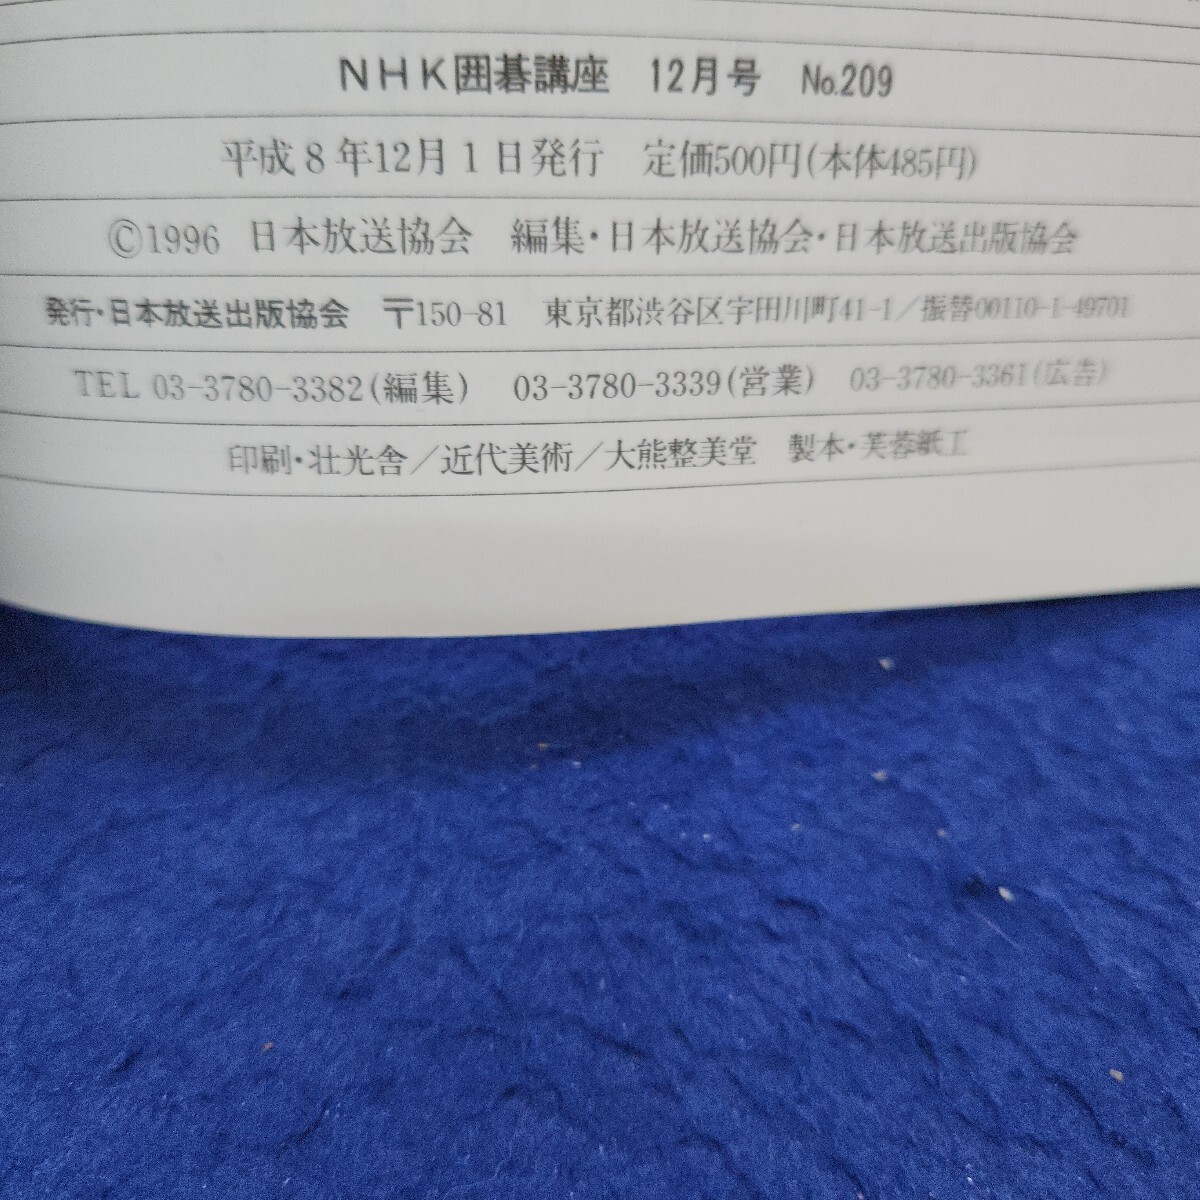 NHK囲碁講座　12月号　No.209
平成8年12月1日発行　定価500円(本体485円)
©1996　日本放送協会　編集・日本放送協会・日本放送出版協会
発行・日本放送出版協会　〒150-81　東京都渋谷区宇田川町41-1／振替00110-1-49701
TEL 03-3780-3382(編集)　03-3780-3339(営業)　03-3780-3361(広告)
印刷・壮光舎／近代美術／大熊整美堂　製本・芙蓉紙工